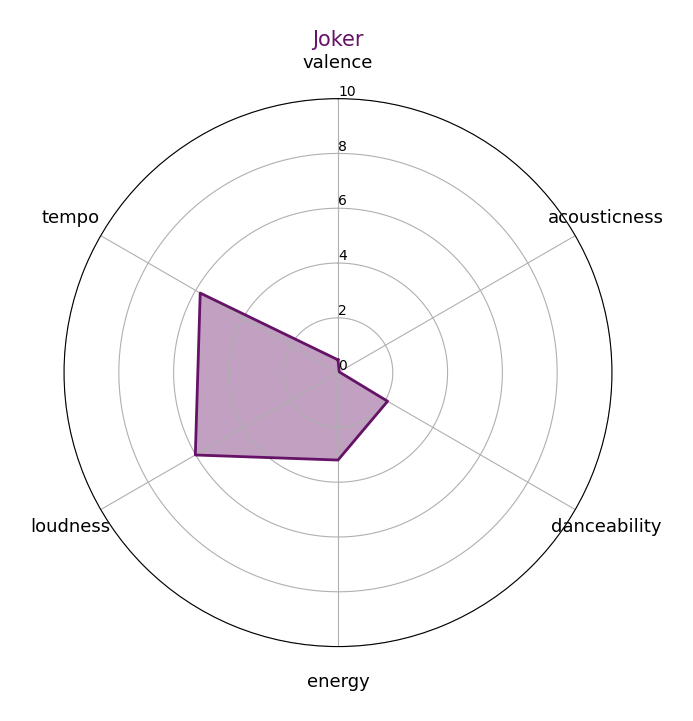 Joker
valence
10
8
6
4
2
0
tempo
acousticness
loudness
danceability
energy